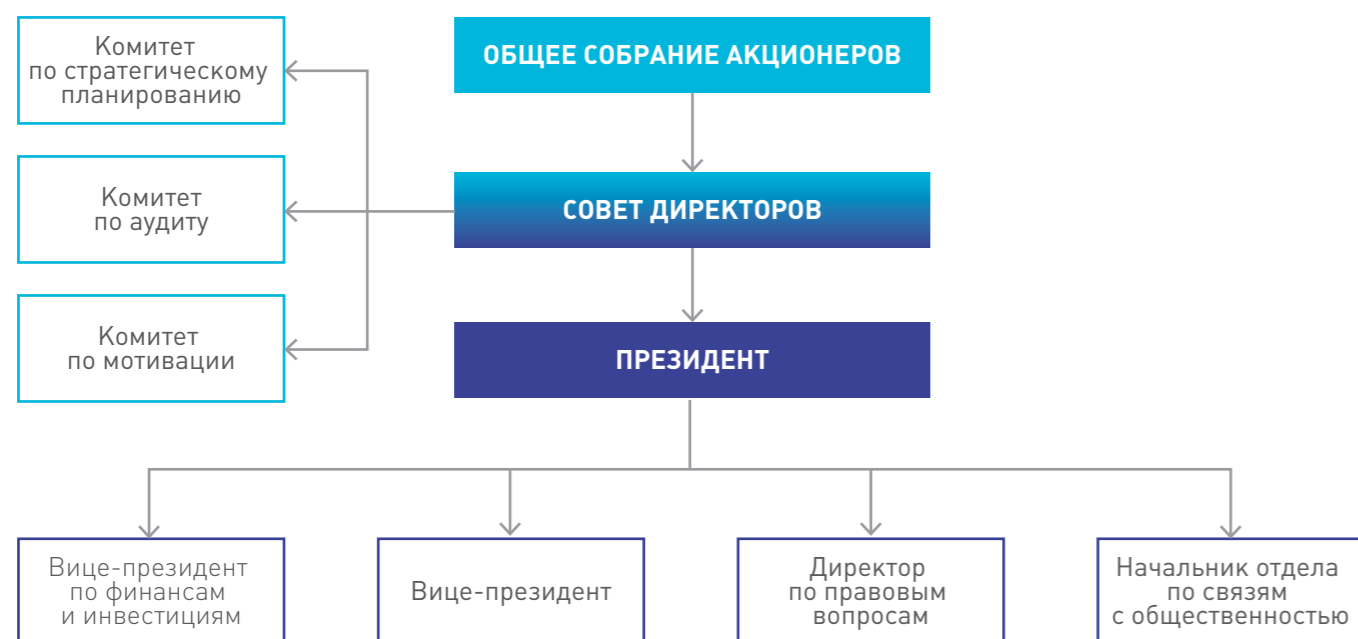 Комитет
по стратегическому
планированию
ОБЩЕЕ СОБРАНИЕ АКЦИОНЕРОВ
Комитет
по аудиту
СОВЕТ ДИРЕКТОРОВ
Комитет
по мотивации
ПРЕЗИДЕНТ
Вице-президент
по финансам
и инвестициям
Вице-президент
Директор
по правовым
вопросам
Начальник отдела
по связям
с общественностью